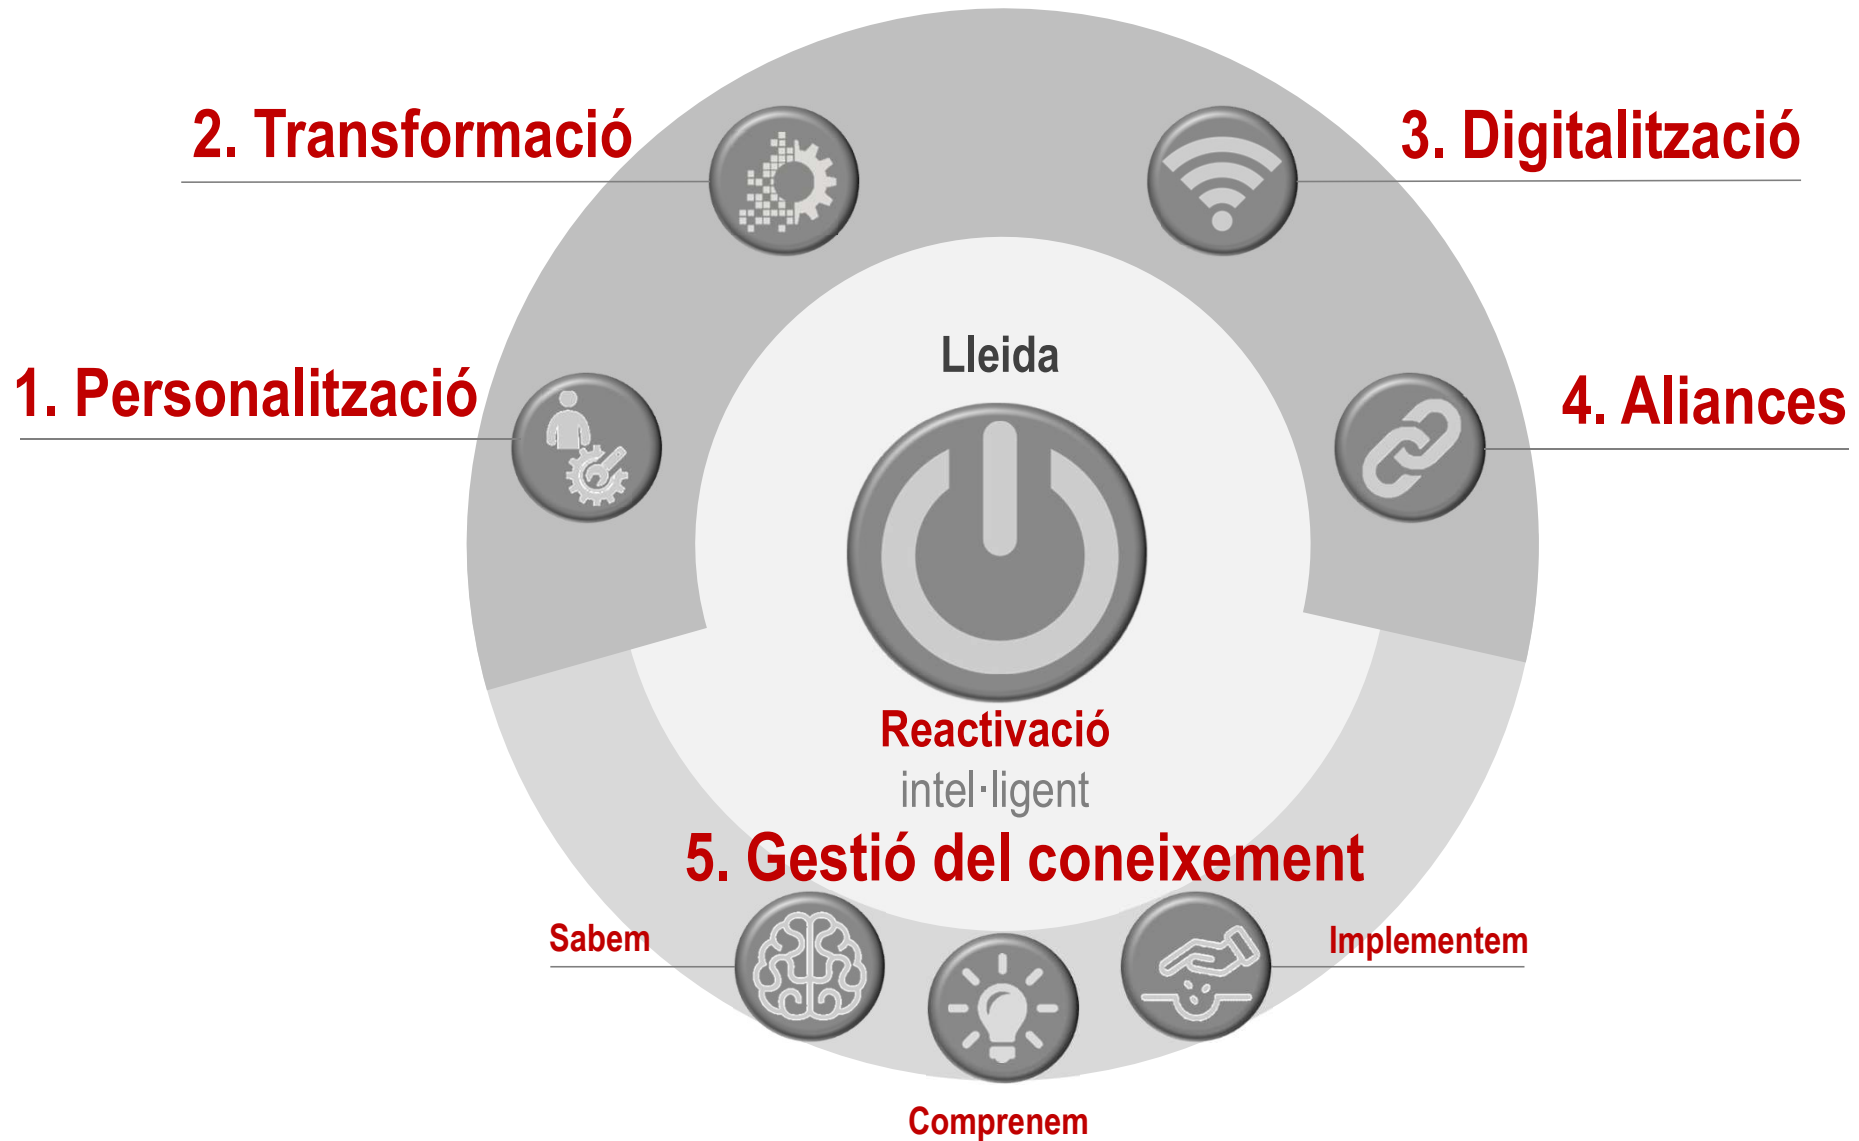 2. Transformació
3. Digitalització
1. Personalització
Lleida
4. Aliances
Reactivació
intel·ligent
5. Gestió del coneixement
Sabem
Implementem
Comprenem